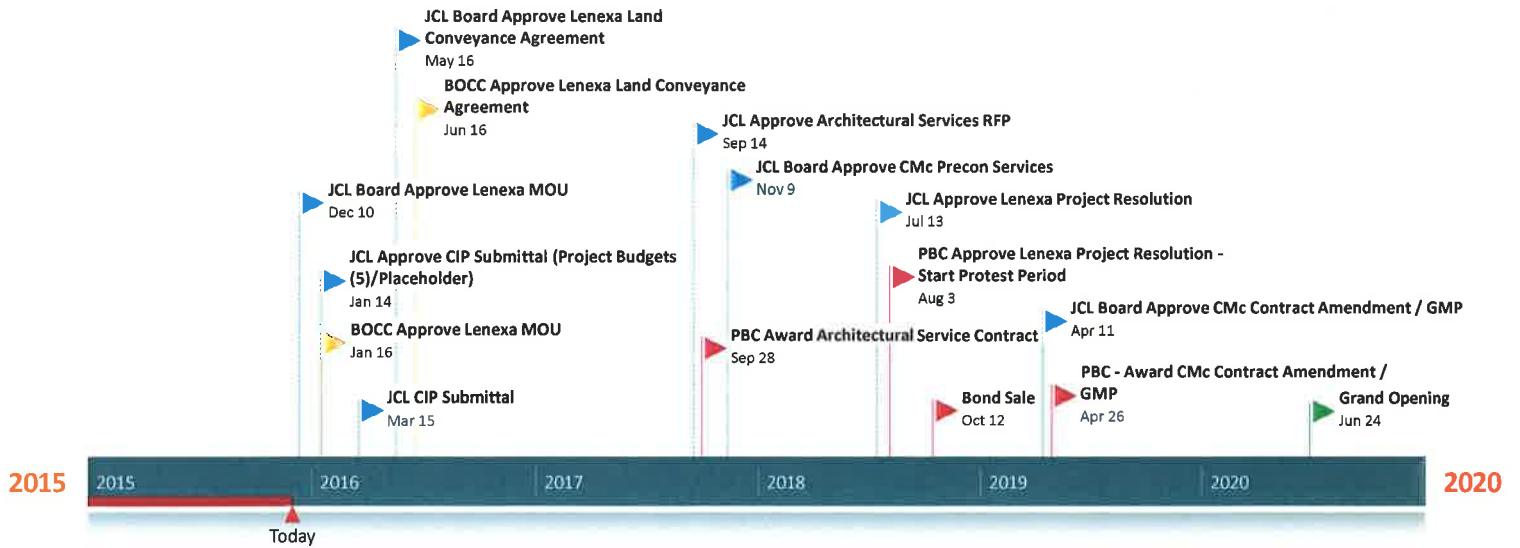 JCL Board Approve Lenexa Land
Conveyance Agreement
May 16
BOCC Approve Lenexa Land Conveyance
Agreement
Jun 16
JCL Approve Architectural Services RFP
Sep 14
JCL Board Approve CMc Precon Services
Nov 9
JCL Board Approve Lenexa MOU
Dec 10
JCL Approve Lenexa Project Resolution
Jul 13
JCL Approve CIP Submittal (Project Budgets
(5)/Placeholder)
Jan 14
PBC Approve Lenexa Project Resolution -
Start Protest Period
Aug 3
JCL Board Approve CMc Contract Amendment / GMP
Apr 11
BOCC Approve Lenexa MOU
Jan 16
PBC Award Architectural Service Contract
Sep 28
PBC - Award CMc Contract Amendment /
GMP
Apr 26
JCL CIP Submittal
Mar 15
Bond Sale
Oct 12
Grand Opening
Jun 24
2015
2015
2016
2017
2018
2019
2020
2020
Today